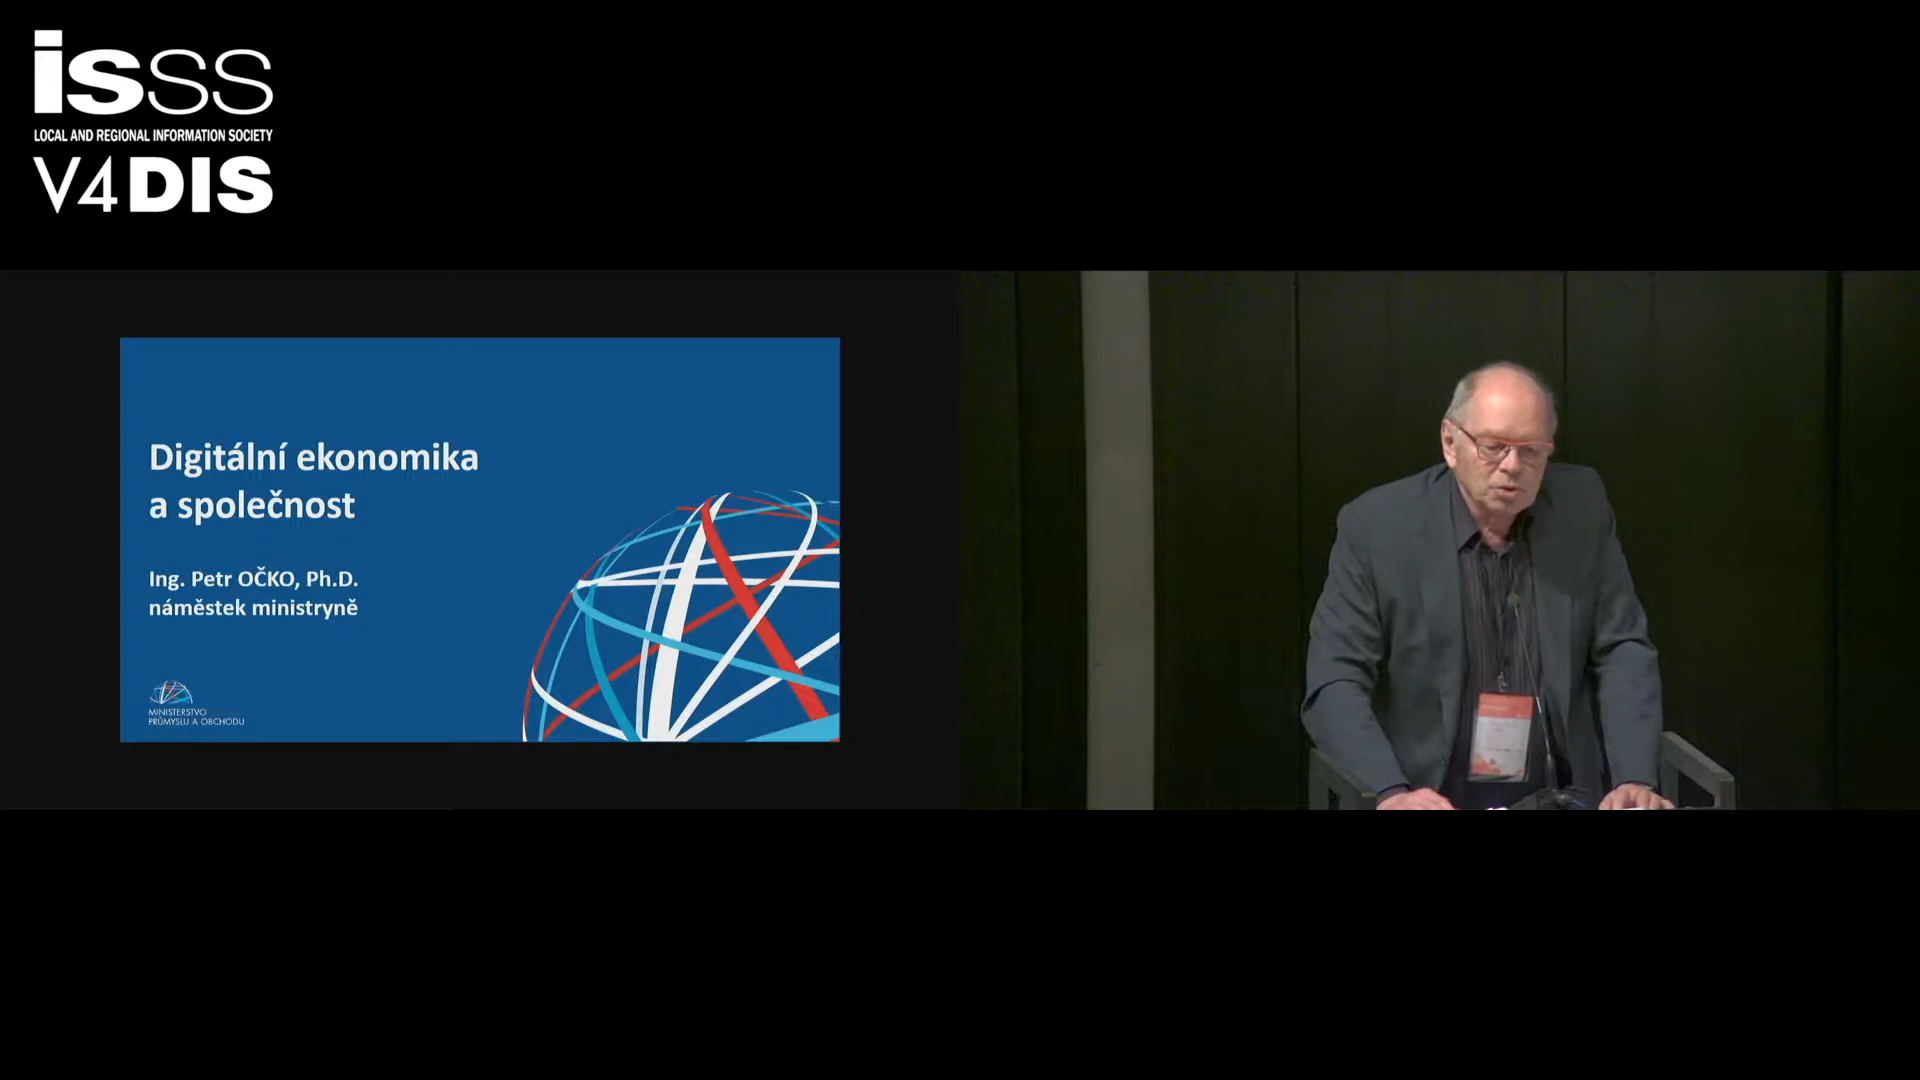 isss
LOCAL AND REGIONAL INFORMATION SOCIETY
V4DIS
Digitální ekonomika
a společnost
Ing. Petr OČKO, Ph.D.
náměstek ministryně
MINISTERSTVO
PRŮMYSLU A OBCHODU